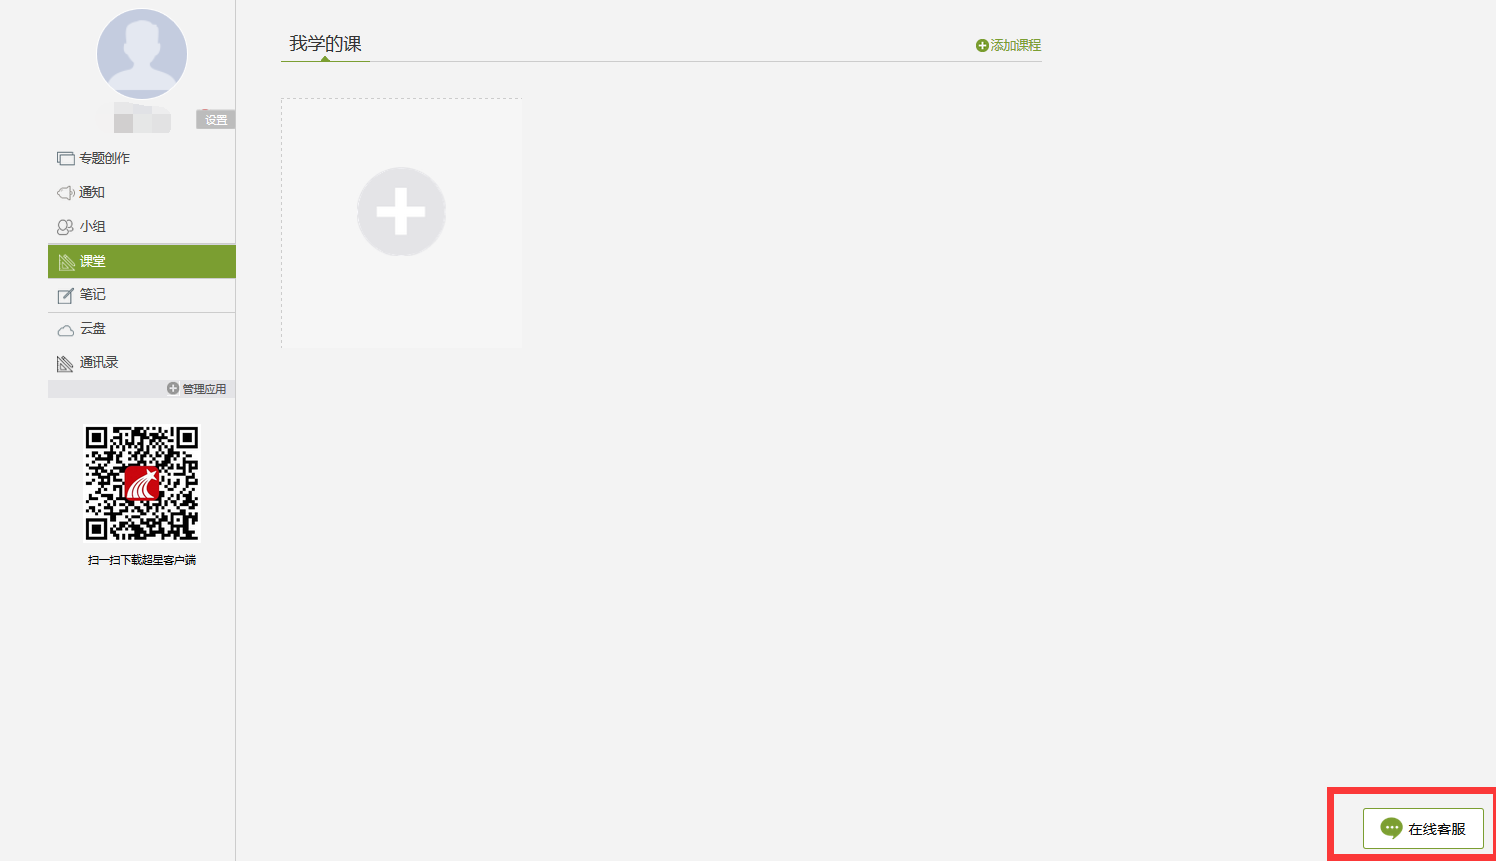 设置
专题创作
通知
小组
课堂
笔记
云盘
通讯录
管理应用
扫一扫下载超星客户端
我学的课
添加课程
在线客服